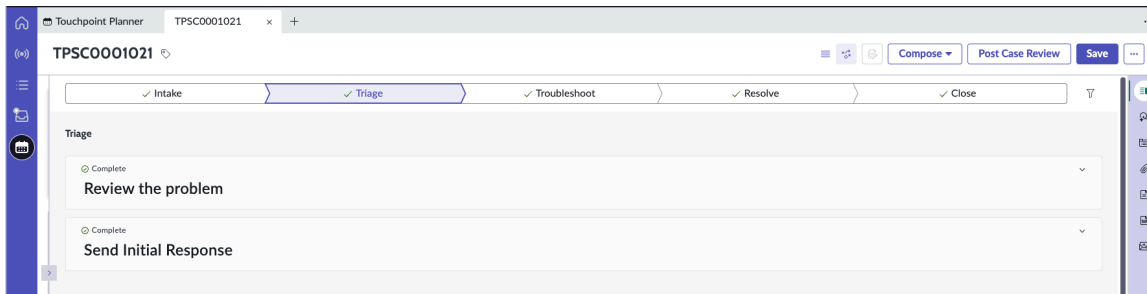 Touchpoint Planner TPSC0001021
TPSC0001021 Compose Post Case Review Save
Intake Triage Troubleshoot Resolve Close
Triage
Complete
Review the problem
Complete
Send Initial Response